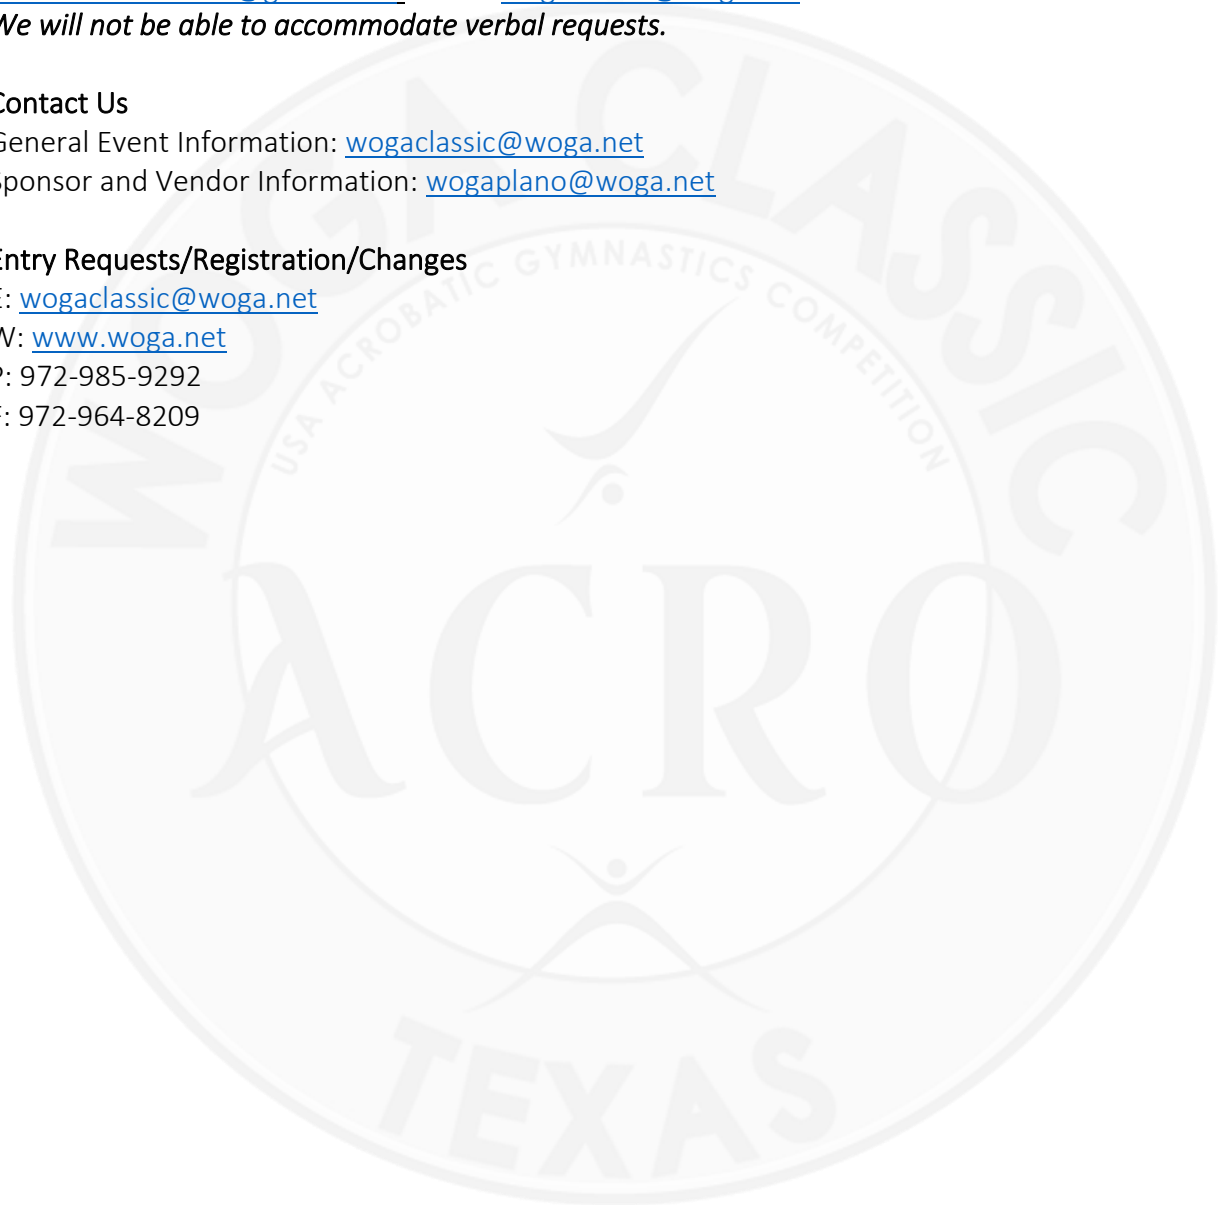 We will not be able to accommodate verbal requests.
Contact Us
General Event Information: wogaclassic@woga.net
Sponsor and Vendor Information: wogaplano@woga.net
Entry Requests/Registration/Changes
E: wogaclassic@woga.net
W: www.woga.net
P: 972-985-9292
F: 972-964-8209
WOGA CLASSIC
USA ACROBATIC GYMNASTICS COMPETITION
ACRO
TEXAS